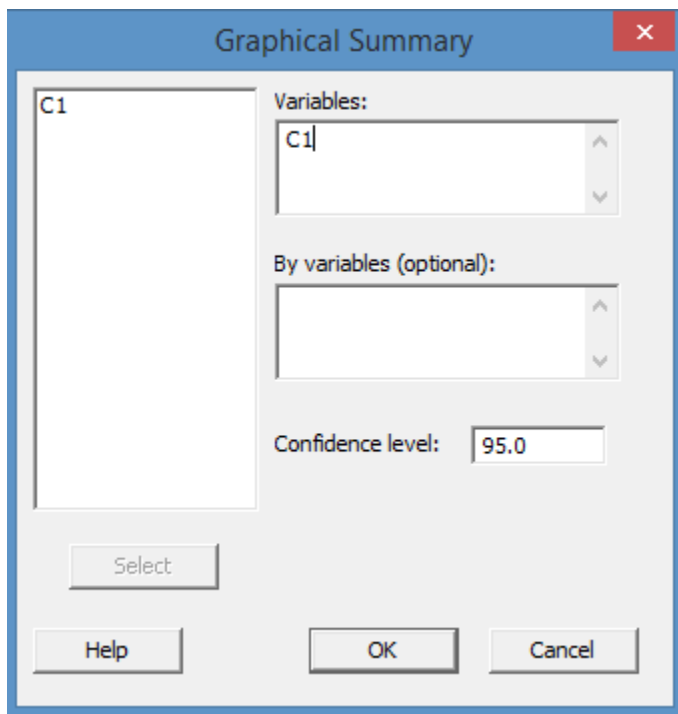 Graphical Summary
C1
Variables:
C1
By variables (optional):
Confidence level: 95.0
Select
Help OK Cancel